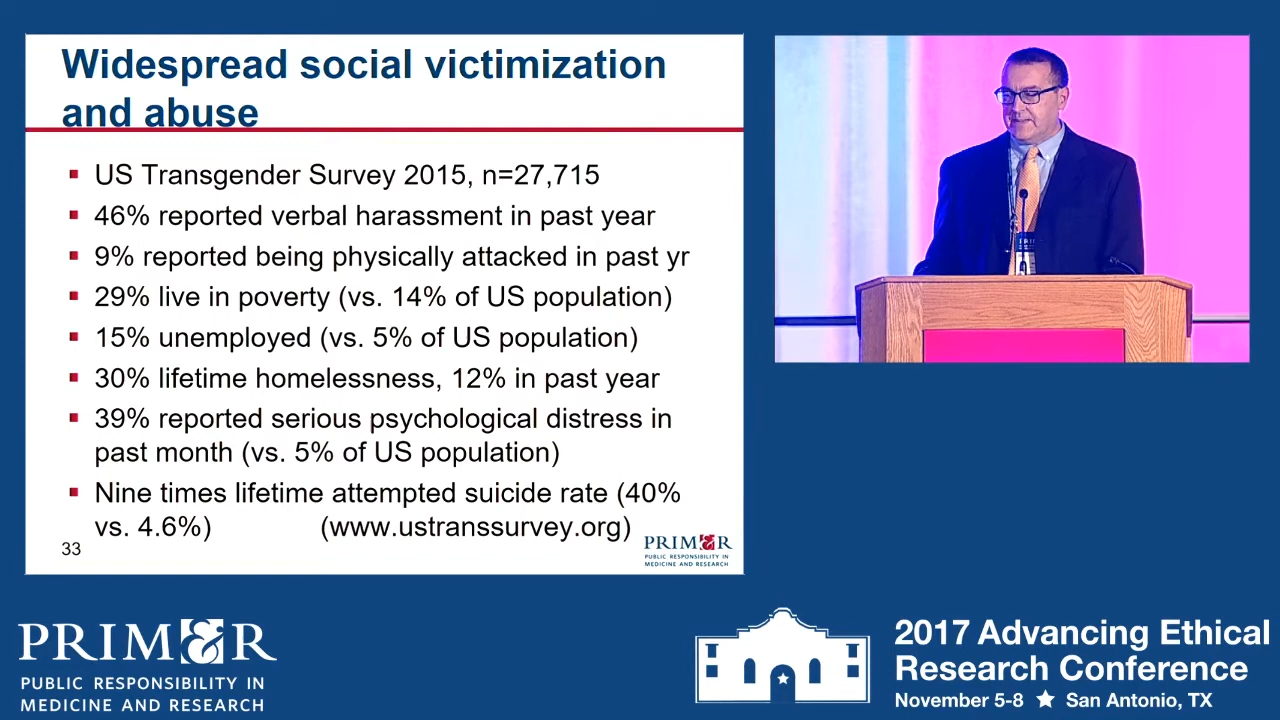 Widespread social victimization
and abuse
▪ US Transgender Survey 2015, n=27,715
▪ 46% reported verbal harassment in past year
▪ 9% reported being physically attacked in past yr
▪ 29% live in poverty (vs. 14% of US population)
▪ 15% unemployed (vs. 5% of US population)
▪ 30% lifetime homelessness, 12% in past year
▪ 39% reported serious psychological distress in
past month (vs. 5% of US population)
▪ Nine times lifetime attempted suicide rate (40%
vs. 4.6%) (www.ustranssurvey.org)
33
PRIM&R
PUBLIC RESPONSIBILITY IN
MEDICINE AND RESEARCH
PRIM&R
PUBLIC RESPONSIBILITY IN
MEDICINE AND RESEARCH
2017 Advancing Ethical
Research Conference
November 5-8 ★ San Antonio, TX